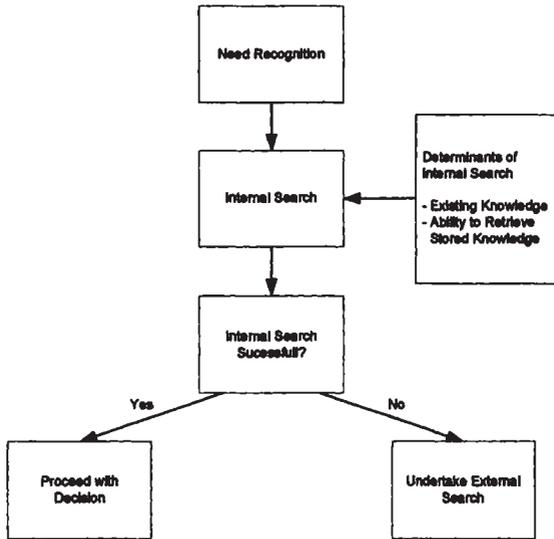 Need Recognition
Internal Search
Determinants of
Internal Search
- Existing Knowledge
- Ability to Retrieve
Stored Knowledge
Internal Search
Sucessfull?
Yes
No
Proceed with
Decision
Undertake External
Search